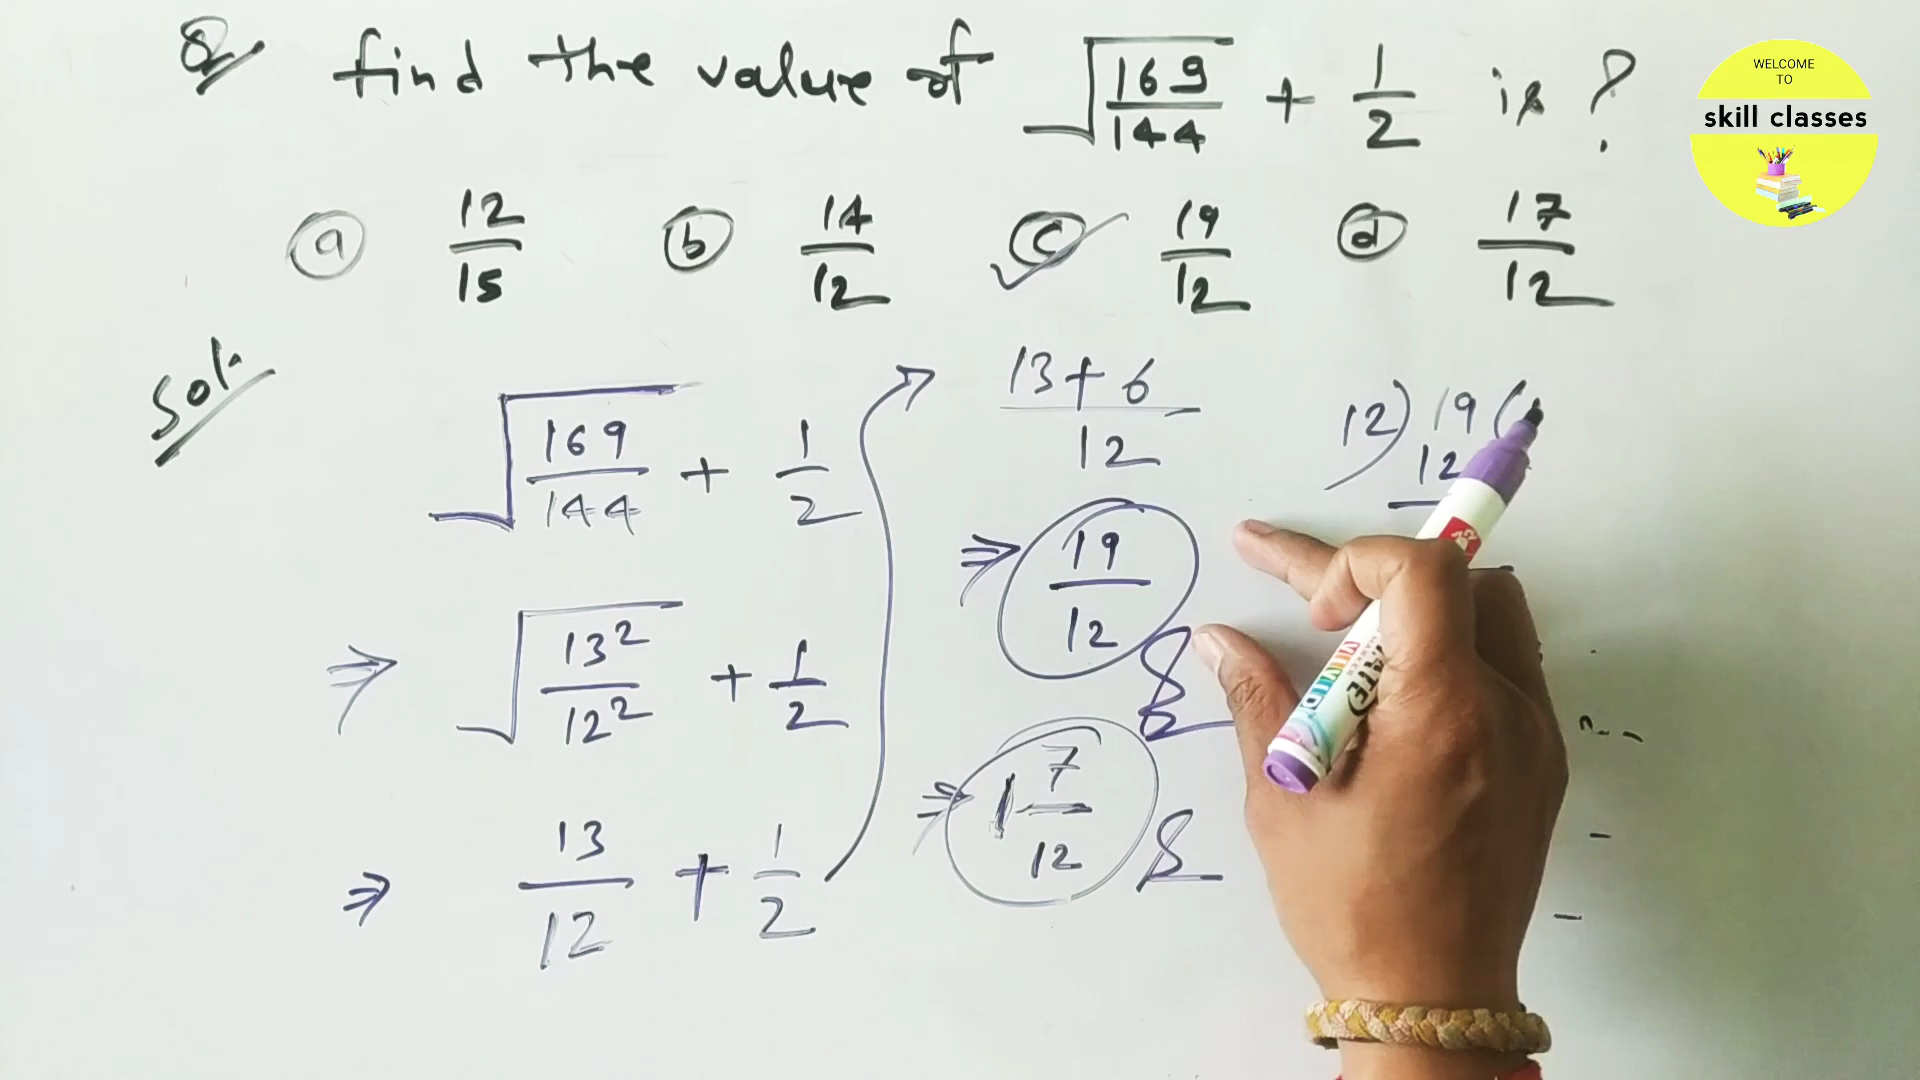 Q find the value of √169/144 + 1/2 is ?
WELCOME
TO
skill classes
a 12/15 b 14/12 c 19/12 d 17/12
Sol.
√169/144 + 1/2
⇒ √13²/12² + 1/2
⇒ 13/12 + 1/2
13+6/12
⇒ 19/12
⇒ 1 7/12
12)19(
12